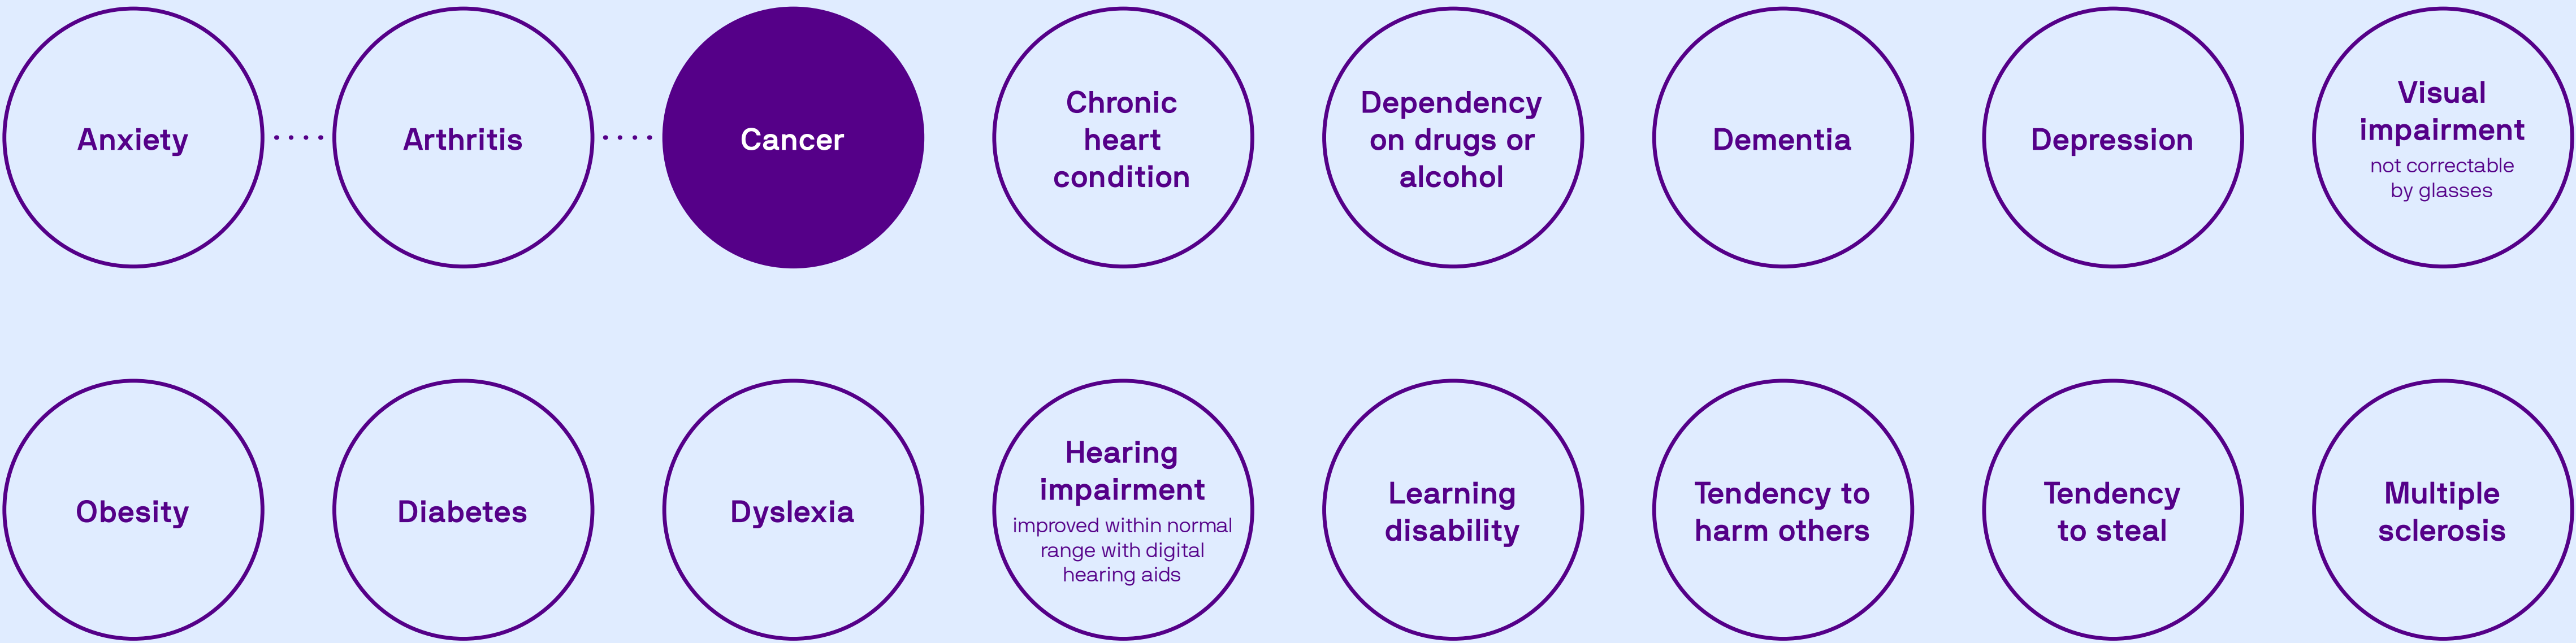 Anxiety
Arthritis
Cancer
Chronic
heart
condition
Dependency
on drugs or
alcohol
Dementia
Depression
Visual
impairment
not correctable
by glasses
Obesity
Diabetes
Dyslexia
Hearing
impairment
improved within normal
range with digital
hearing aids
Learning
disability
Tendency to
harm others
Tendency
to steal
Multiple
sclerosis